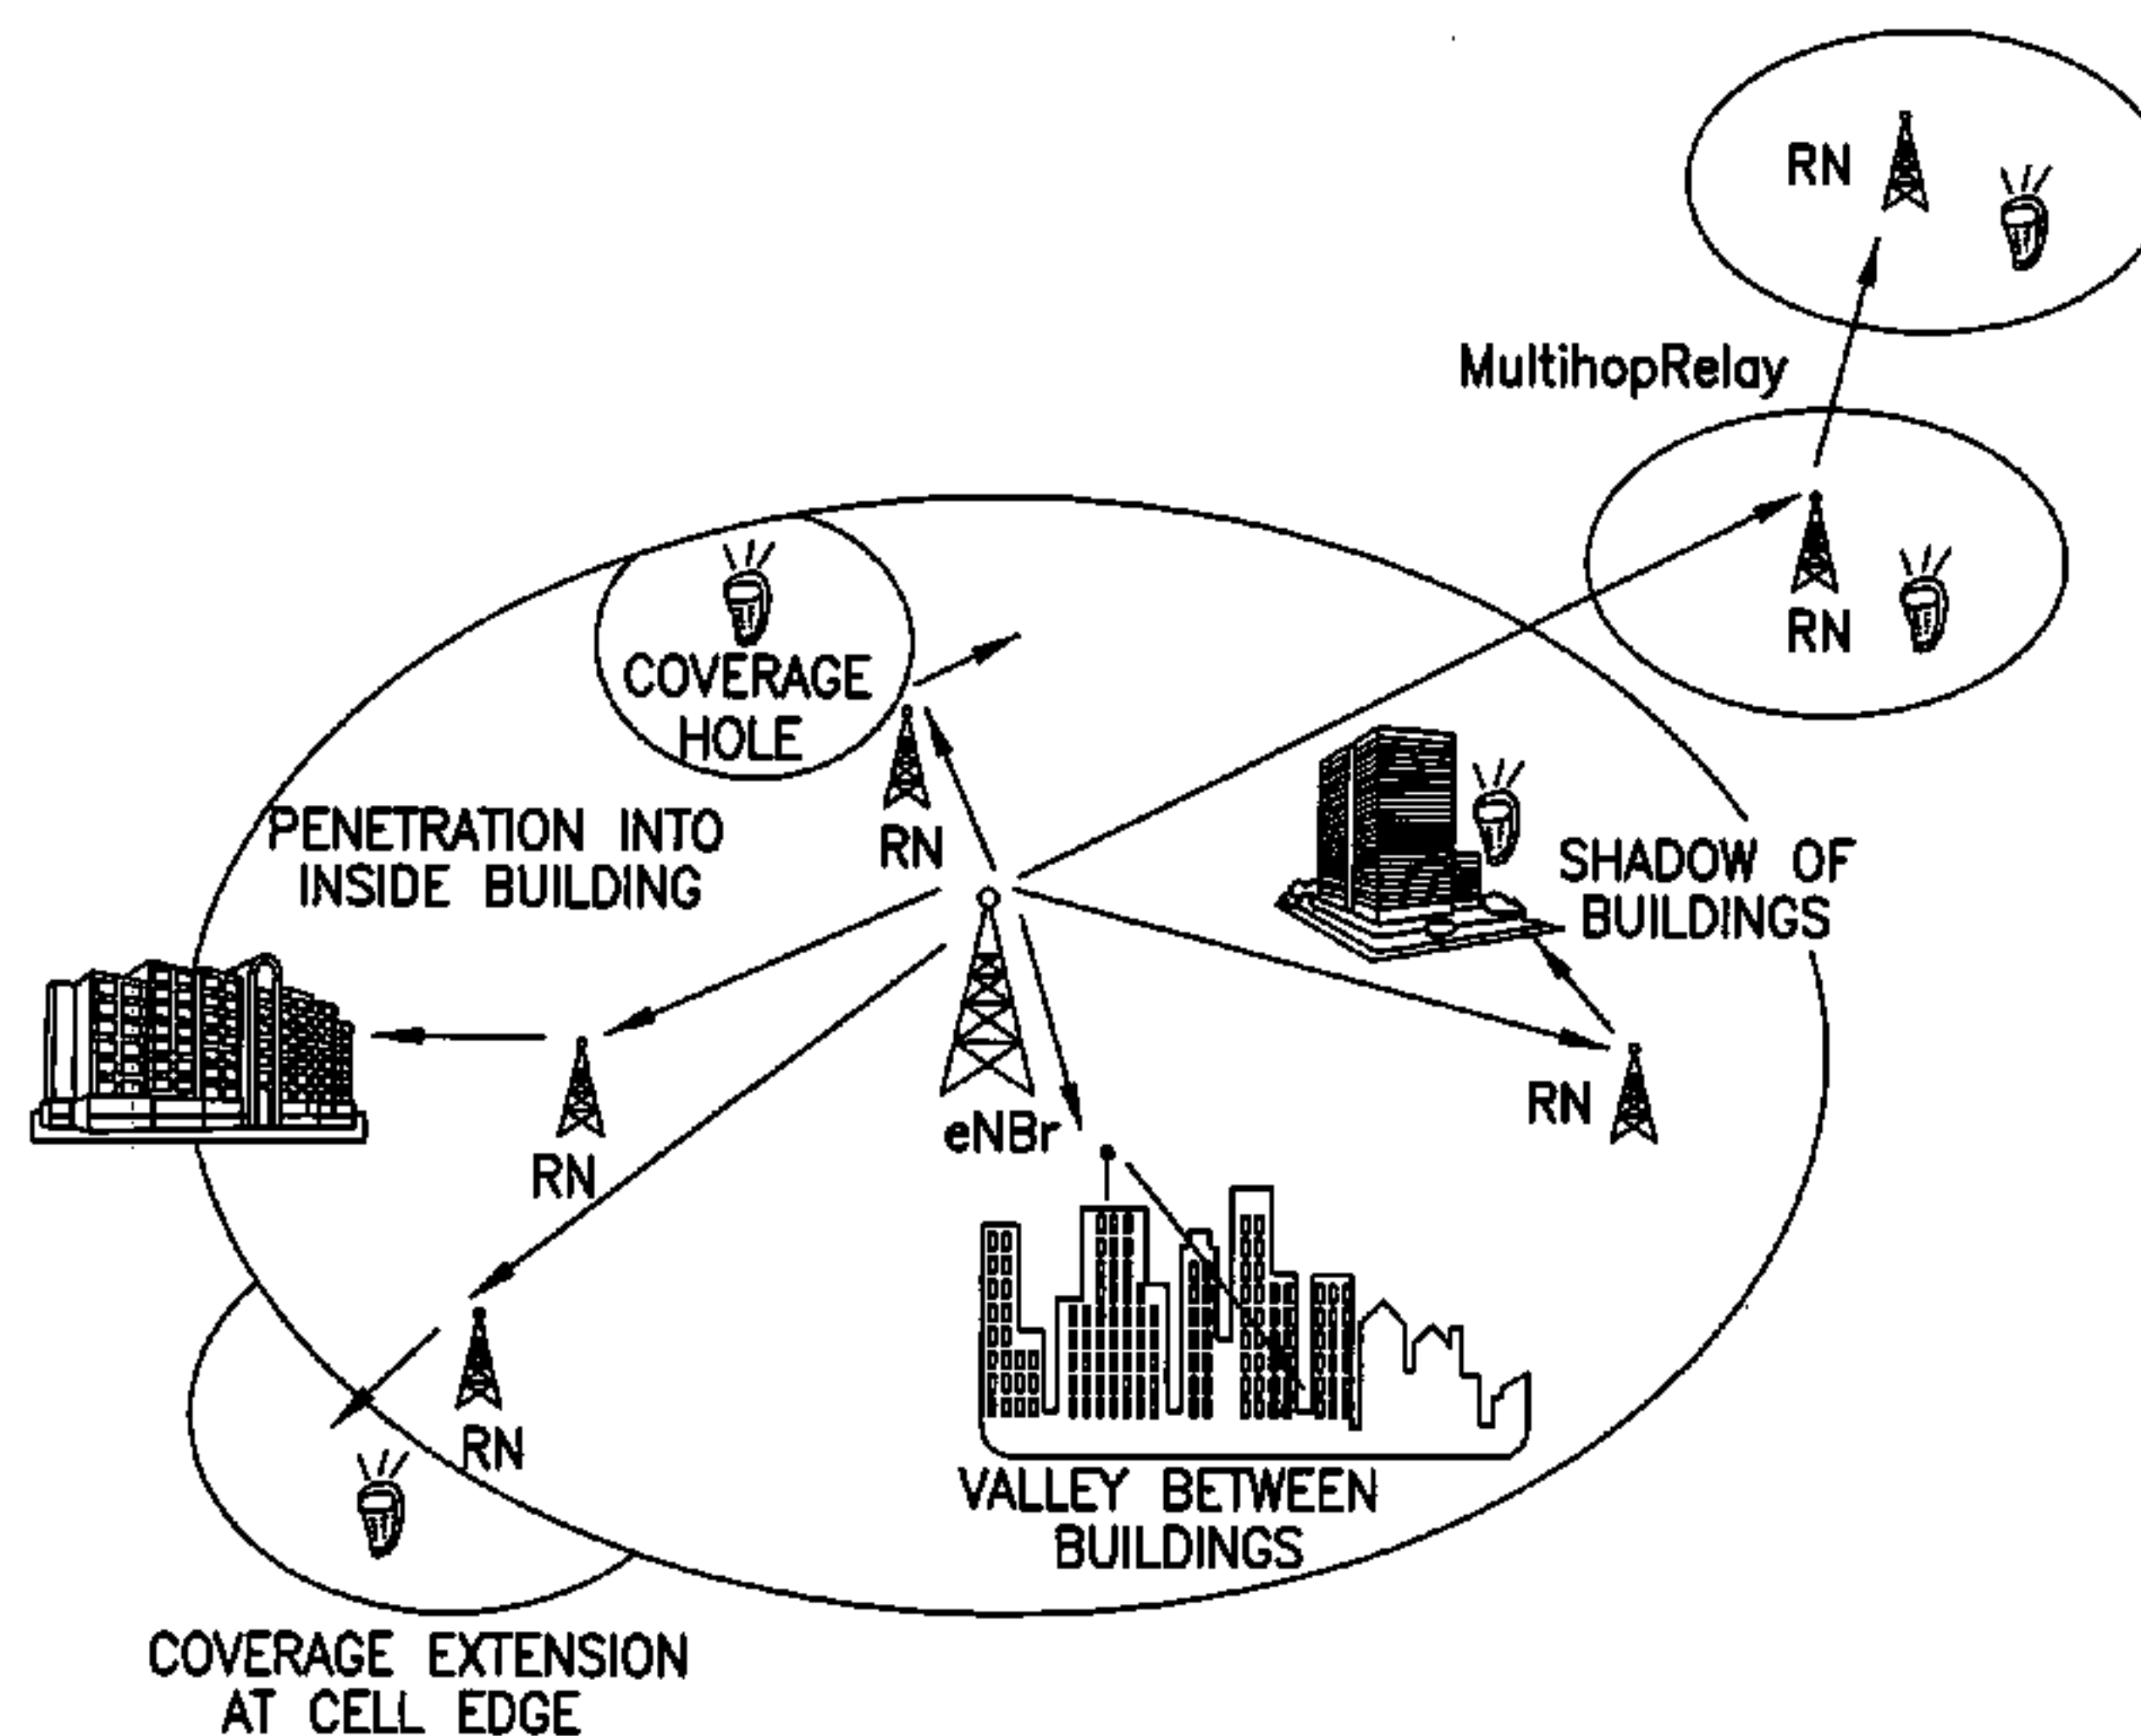 RN
MultihopRelay
RN
COVERAGE
HOLE
PENETRATION INTO
INSIDE BUILDING
RN
SHADOW OF
BUILDINGS
RN
eNBr
RN
RN
VALLEY BETWEEN
BUILDINGS
COVERAGE EXTENSION
AT CELL EDGE